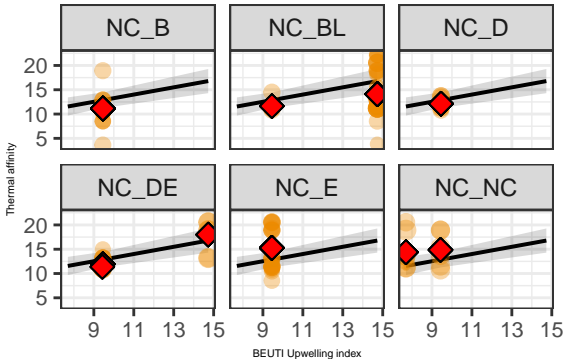 NC_B NC_BL NC_D
20
15
10
5
NC_DE NC_E NC_NC
20
15
10
5
9 11 13 15 9 11 13 15 9 11 13 15
Thermal affinity
BEUTI Upwelling index